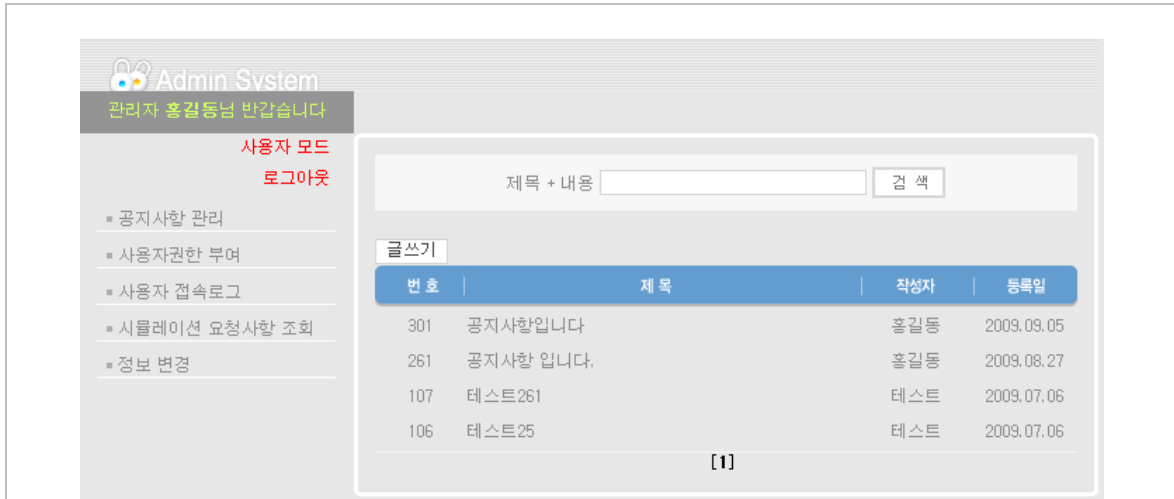 Admin System
관리자 홍길동님 반갑습니다
사용자 모드
로그아웃
공지사항 관리
사용자권한 부여
사용자 접속로그
시뮬레이션 요청사항 조회
정보 변경
제목 + 내용 검 색
글쓰기
번 호 제 목 작성자 등록일
301 공지사항입니다 홍길동 2009.09.05
261 공지사항 입니다. 홍길동 2009.08.27
107 테스트261 테스트 2009.07.06
106 테스트25 테스트 2009.07.06
[1]